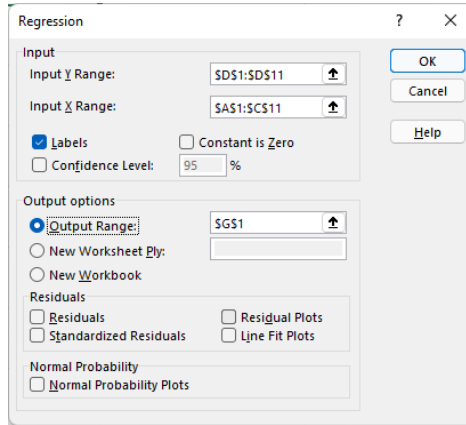 Regression ? ×
Input
Input Y Range: $D$1:$D$11
Input X Range: $A$1:$C$11
Labels Constant is Zero
Confidence Level: 95 %
OK
Cancel
Help
Output options
Output Range: $G$1
New Worksheet Ply:
New Workbook
Residuals
Residuals Residual Plots
Standardized Residuals Line Fit Plots
Normal Probability
Normal Probability Plots